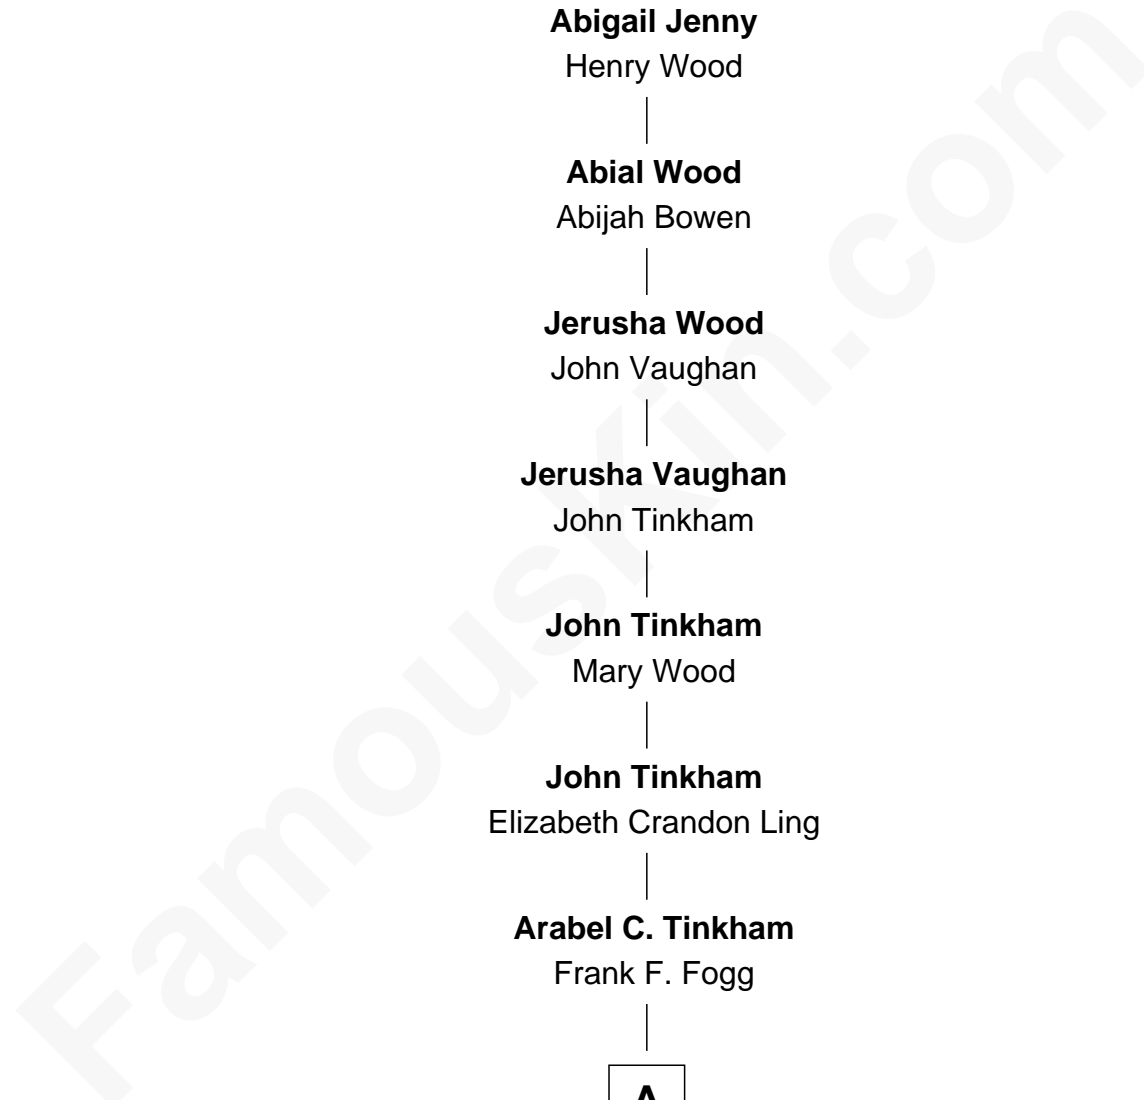 Abigail Jenny
Henry Wood
Abial Wood
Abijah Bowen
Jerusha Wood
John Vaughan
Jerusha Vaughan
John Tinkham
John Tinkham
Mary Wood
John Tinkham
Elizabeth Crandon Ling
Arabel C. Tinkham
Frank F. Fogg
A
FamousKin.com